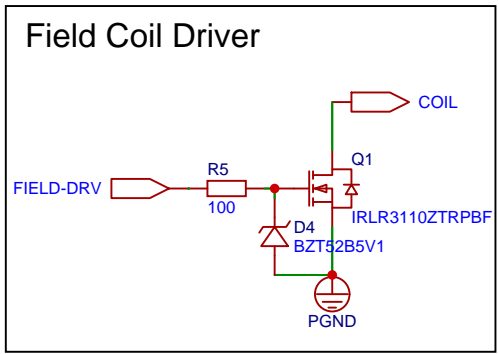 Field Coil Driver
COIL
Q1
R5
FIELD-DRV
100
IRLR3110ZTRPBF
D4
BZT52B5V1
PGND